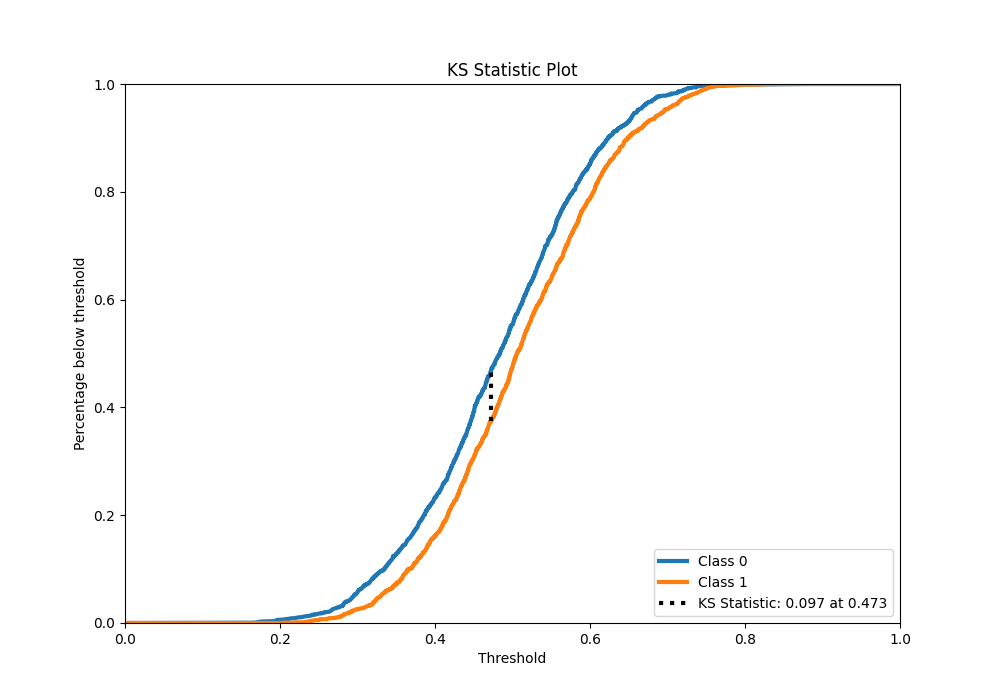 KS Statistic Plot
Percentage below threshold
1.0
0.8
0.6
0.4
0.2
0.0
0.0 0.2 0.4 0.6 0.8 1.0
Threshold
Class 0
Class 1
KS Statistic: 0.097 at 0.473